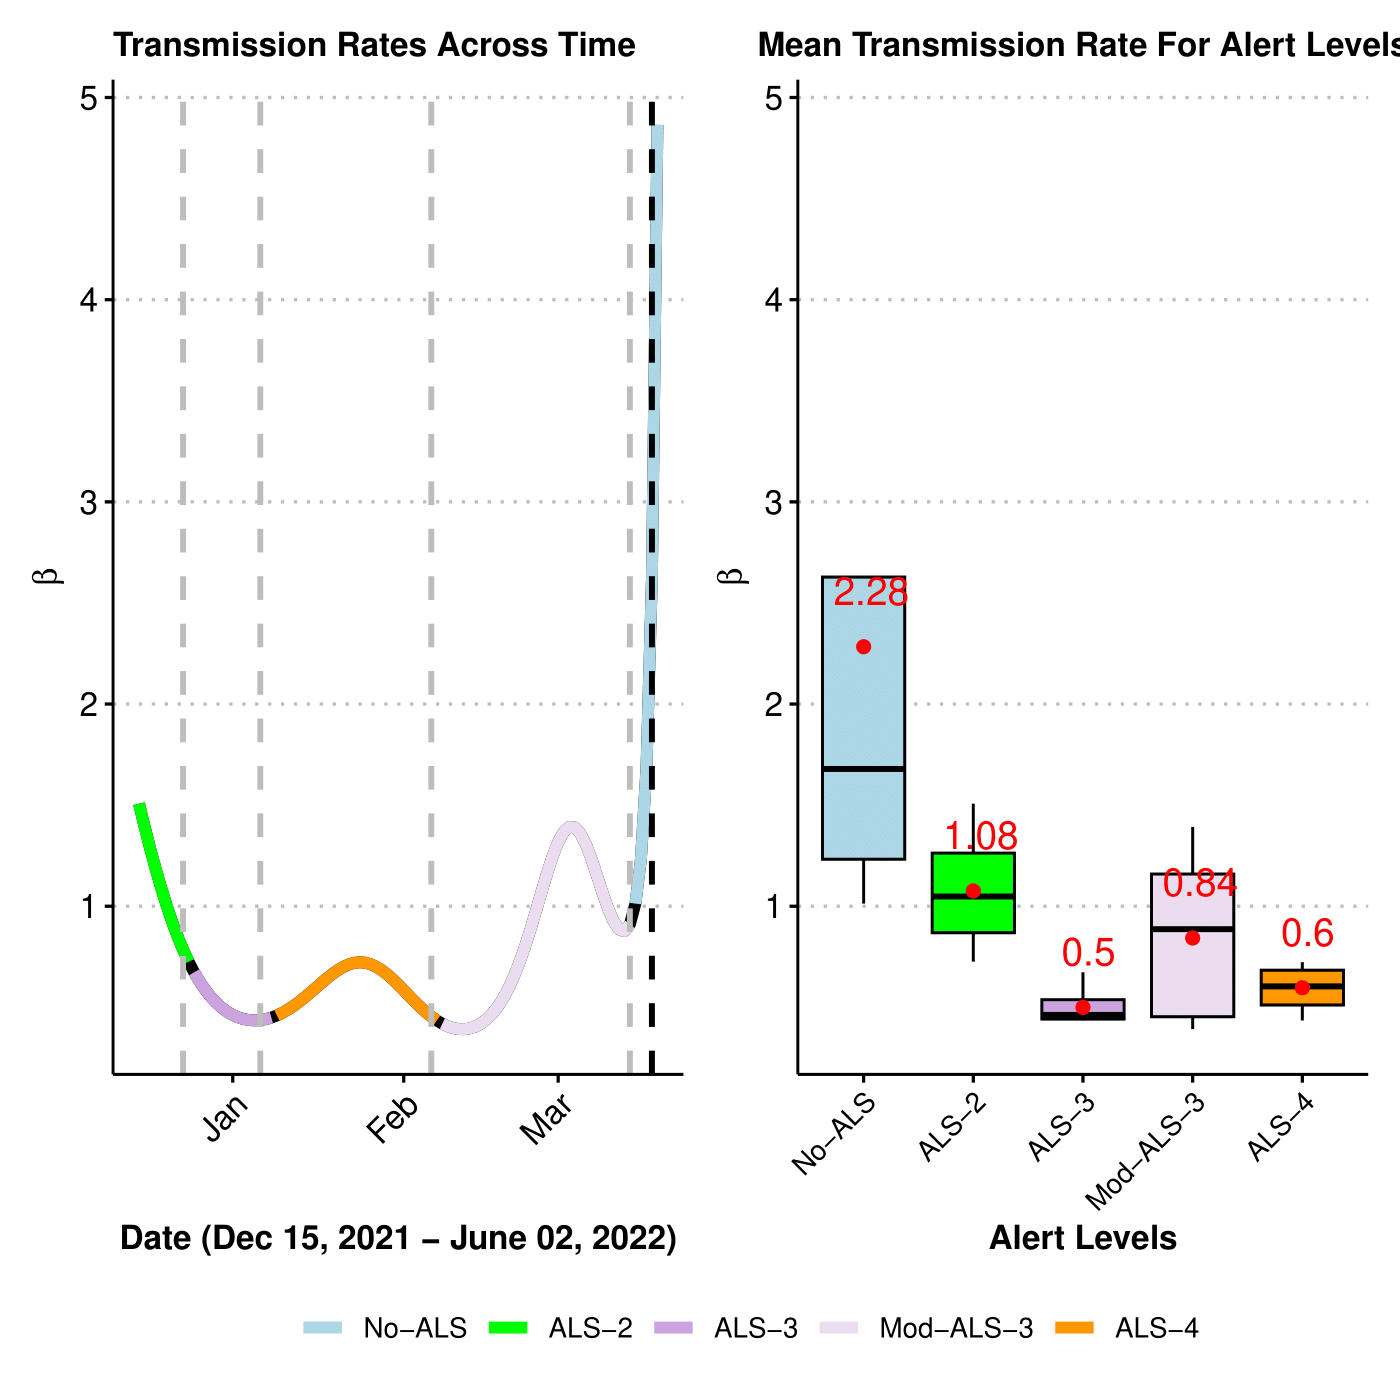 Transmission Rates Across Time
5
4
3
2
1
β
Jan
Feb
Mar
Date (Dec 15, 2021 – June 02, 2022)
Mean Transmission Rate For Alert Levels
5
4
3
2
1
β
2.28
1.08
0.5
0.84
0.6
No–ALS
ALS–2
ALS–3
Mod–ALS–3
ALS–4
Alert Levels
No–ALS
ALS–2
ALS–3
Mod–ALS–3
ALS–4